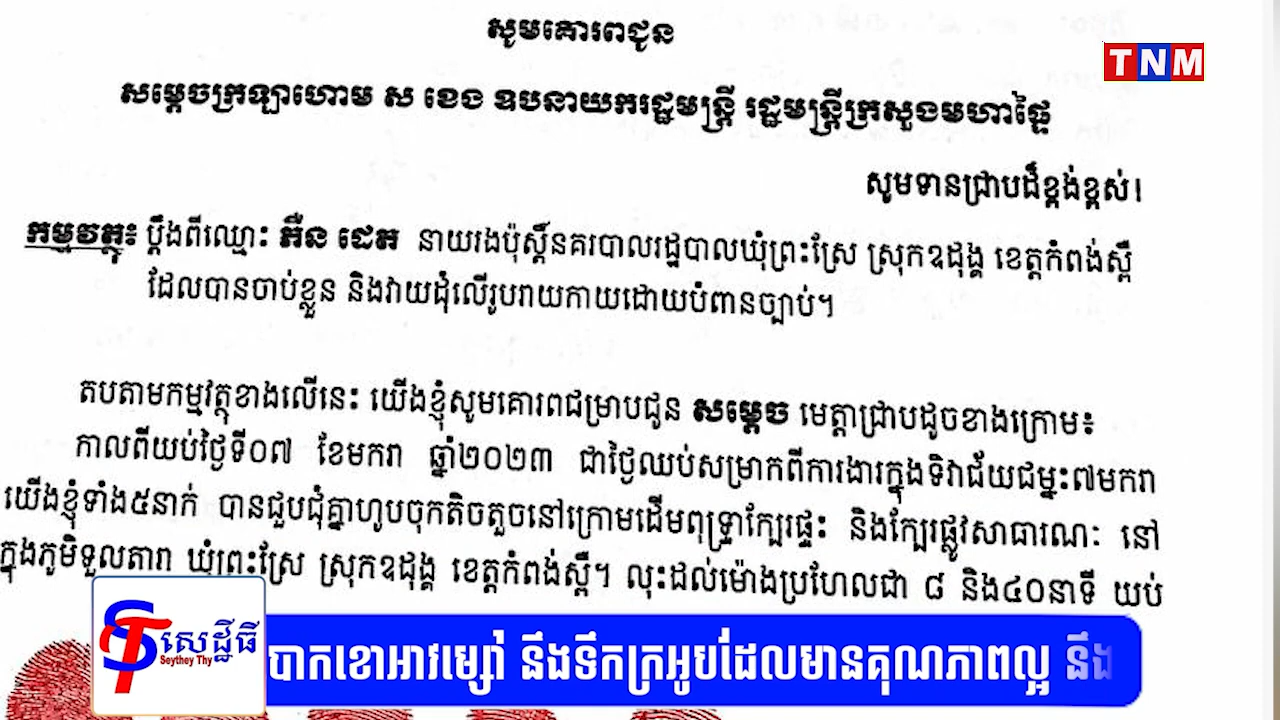 សូមគោរពជូន
TNM
សម្ដេចក្រឡាហោម ស ខេង ឧបនាយករដ្ឋមន្ត្រី រដ្ឋមន្ត្រីក្រសួងមហាផ្ទៃ
សូមទានជ្រាបដ៏ខ្ពង់ខ្ពស់!
កម្មវត្ថុ៖ ប្ដឹងពីឈ្មោះ ភឺន ដេត នាយរងប៉ុស្តិ៍នគរបាលរដ្ឋបាលឃុំព្រះស្រែ ស្រុកឧដុង្គ ខេត្តកំពង់ស្ពឺ
ដែលបានចាប់ខ្លួន និងវាយដុំលើរូបរាយកាយដោយបំពានច្បាប់។
តបតាមកម្មវត្ថុខាងលើនេះ យើងខ្ញុំសូមគោរពជម្រាបជូន សម្ដេច មេត្តាជ្រាបដូចខាងក្រោម៖
កាលពីយប់ថ្ងៃទី០៧ ខែមករា ឆ្នាំ២០២៣ ជាថ្ងៃឈប់សម្រាកពីការងារក្នុងទិវាជ័យជម្នះ៧មករា
យើងខ្ញុំទាំង៥នាក់ បានជួបជុំគ្នាហូបចុកតិចតួចនៅក្រោមដើមពុទ្រាក្បែរផ្ទះ និងក្បែរផ្លូវសាធារណៈ នៅ
ក្នុងភូមិទួលតារា ឃុំព្រះស្រែ ស្រុកឧដុង្គ ខេត្តកំពង់ស្ពឺ។ លុះដល់ម៉ោងប្រហែលជា ៨ និង៤០នាទី យប់
សេដ្ឋីធី
Seythey Thy
បាកខោអាវម្សៅ នឹងទឹកក្រអូបដែលមានគុណភាពល្អ នឹង